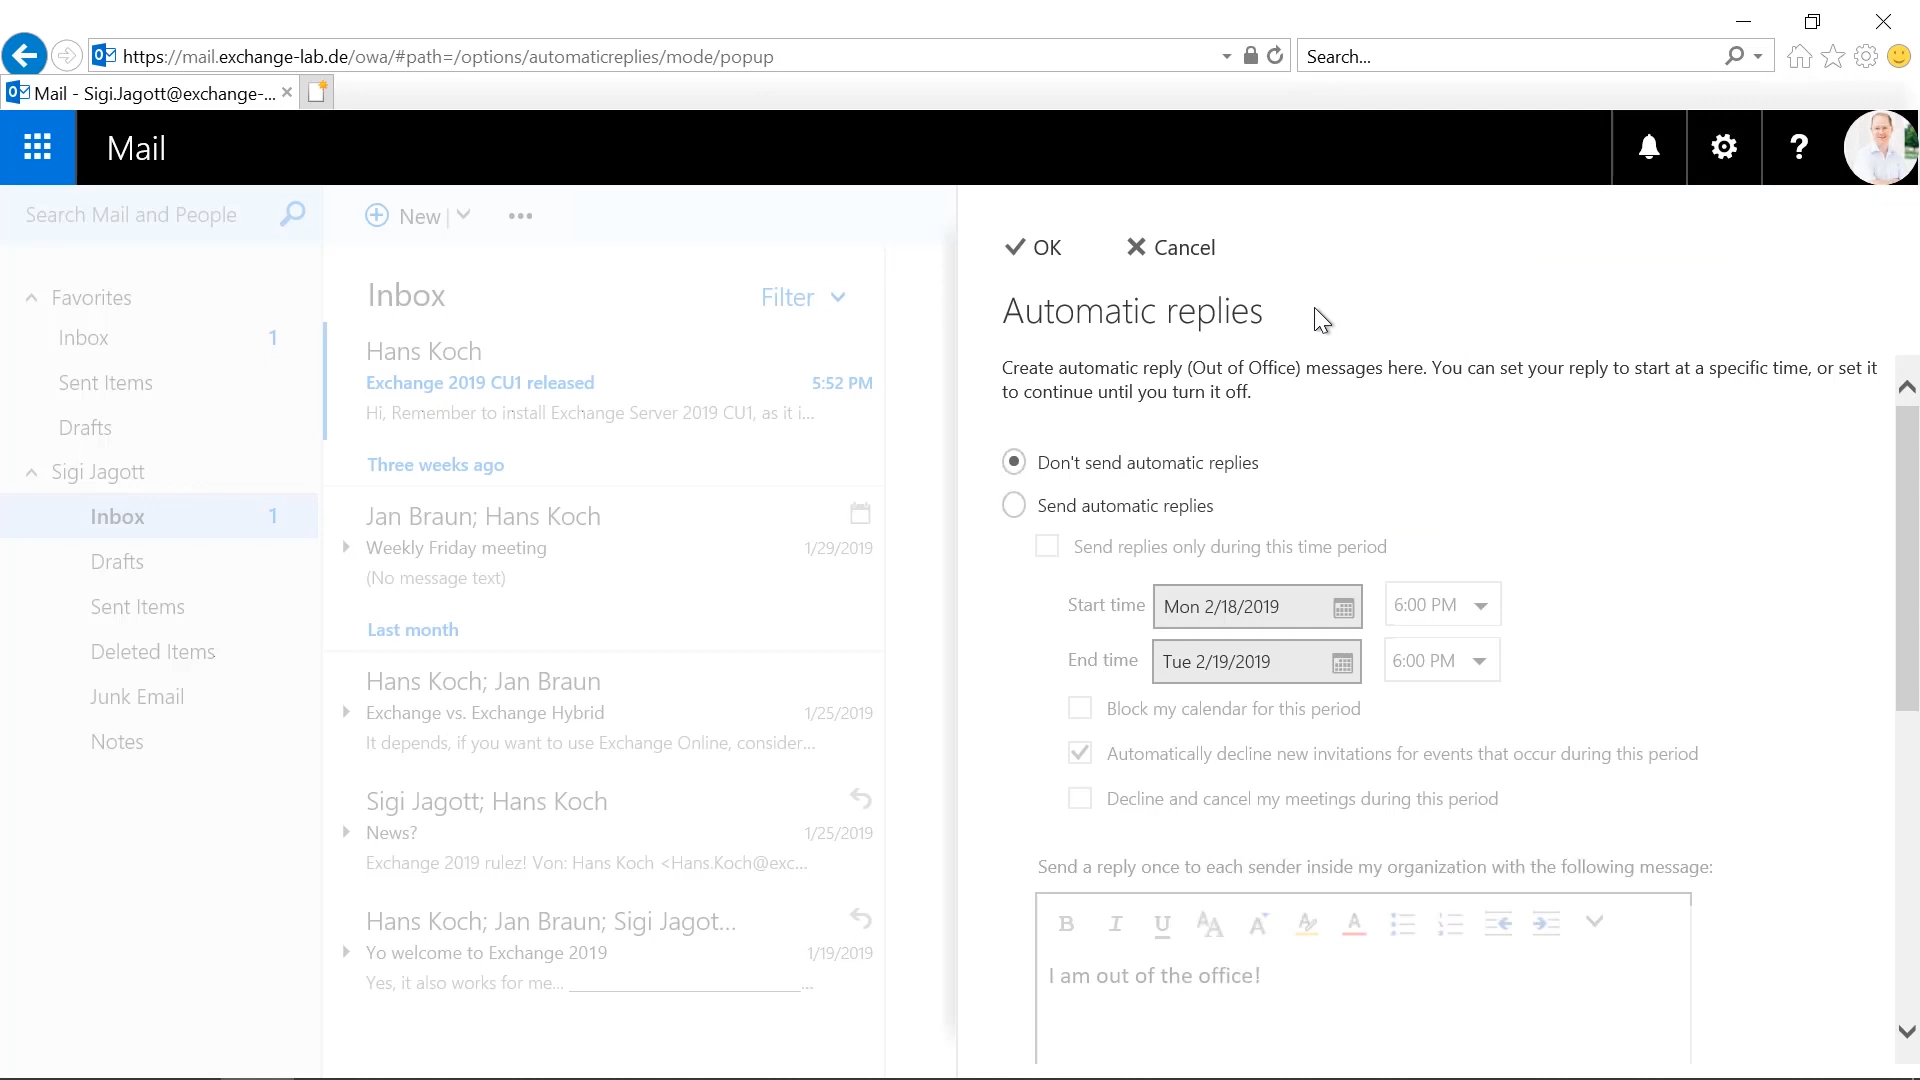 https://mail.exchange-lab.de/owa/#path=/options/automaticreplies/mode/popup
Search...
Mail - Sigi.Jagott@exchange-...
Mail
Search Mail and People
New
Favorites
Inbox 1
Sent Items
Drafts
Sigi Jagott
Inbox 1
Drafts
Sent Items
Deleted Items
Junk Email
Notes
Inbox
Filter
Hans Koch
Exchange 2019 CU1 released 5:52 PM
Hi, Remember to install Exchange Server 2019 CU1, as it i...
Three weeks ago
Jan Braun; Hans Koch
Weekly Friday meeting 1/29/2019
(No message text)
Last month
Hans Koch; Jan Braun
Exchange vs. Exchange Hybrid 1/25/2019
It depends, if you want to use Exchange Online, consider...
Sigi Jagott; Hans Koch
News? 1/25/2019
Exchange 2019 rulez! Von: Hans Koch <Hans.Koch@exc...
Hans Koch; Jan Braun; Sigi Jagot...
Yo welcome to Exchange 2019 1/19/2019
Yes, it also works for me... ________________________...
OK Cancel
Automatic replies
Create automatic reply (Out of Office) messages here. You can set your reply to start at a specific time, or set it
to continue until you turn it off.
Don't send automatic replies
Send automatic replies
Send replies only during this time period
Start time Mon 2/18/2019 6:00 PM
End time Tue 2/19/2019 6:00 PM
Block my calendar for this period
Automatically decline new invitations for events that occur during this period
Decline and cancel my meetings during this period
Send a reply once to each sender inside my organization with the following message:
B I U AA A A
I am out of the office!